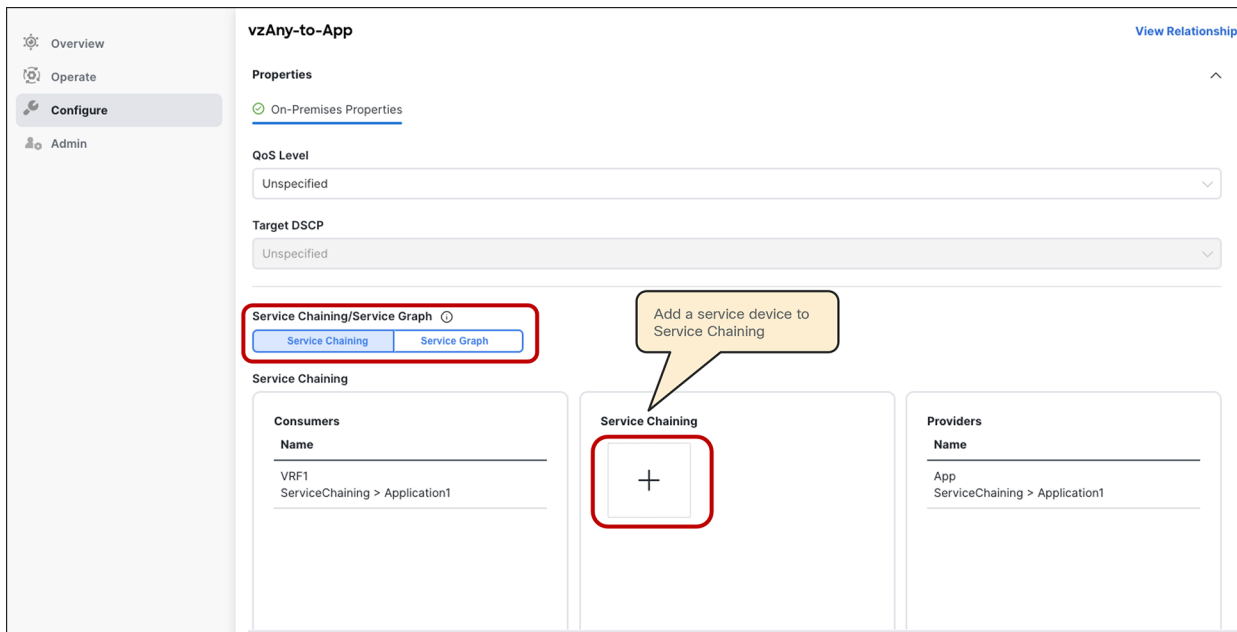 vzAny-to-App
View Relationship
Overview
Operate
Configure
Admin
Properties
On-Premises Properties
QoS Level
Unspecified
Target DSCP
Unspecified
Service Chaining/Service Graph
Service Chaining
Service Graph
Add a service device to
Service Chaining
Service Chaining
Consumers
Name
VRF1
ServiceChaining > Application1
Service Chaining
Providers
Name
App
ServiceChaining > Application1